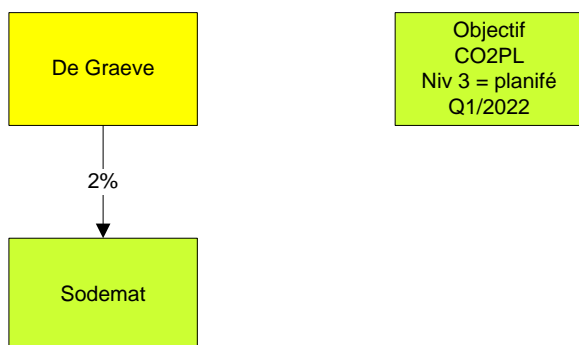 De Graeve
Objectif
CO2PL
Niv 3 = planifé
Q1/2022
2%
Sodemat